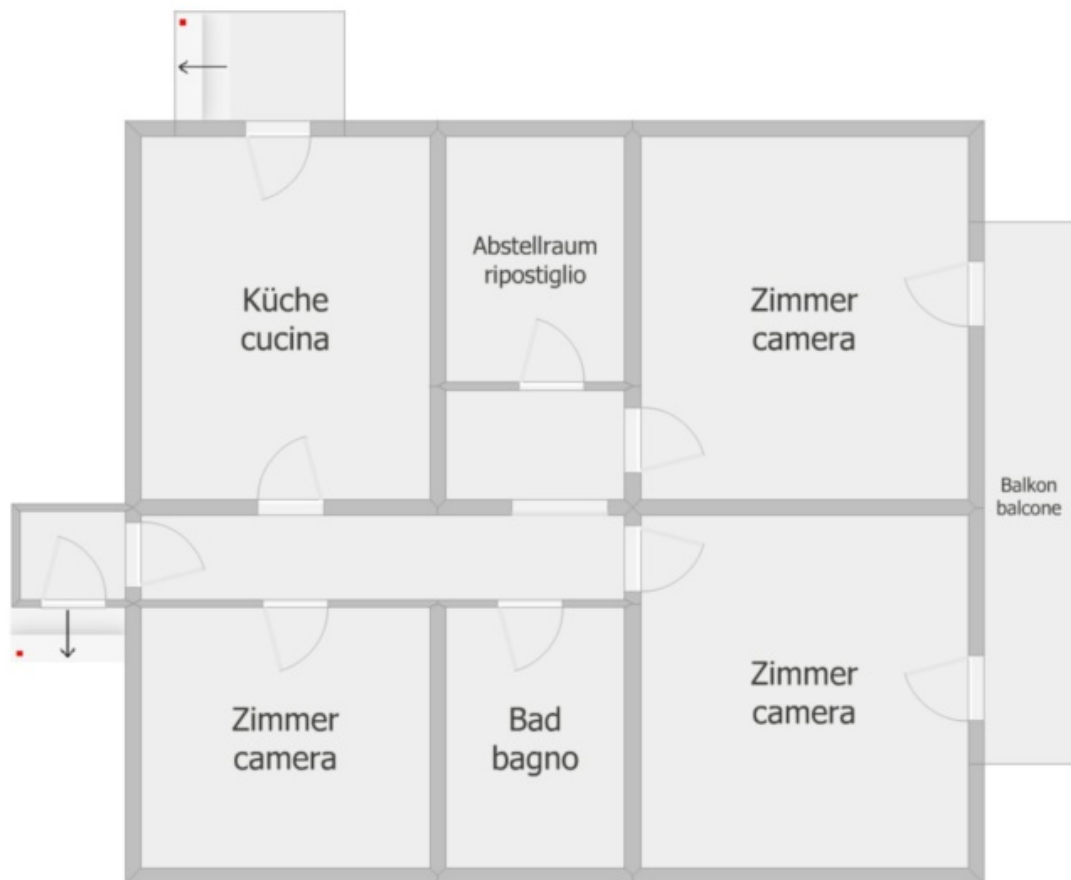 Abstellraum
ripostiglio
Küche
cucina
Zimmer
camera
Balkon
balcone
Zimmer
camera
Zimmer
camera
Bad
bagno